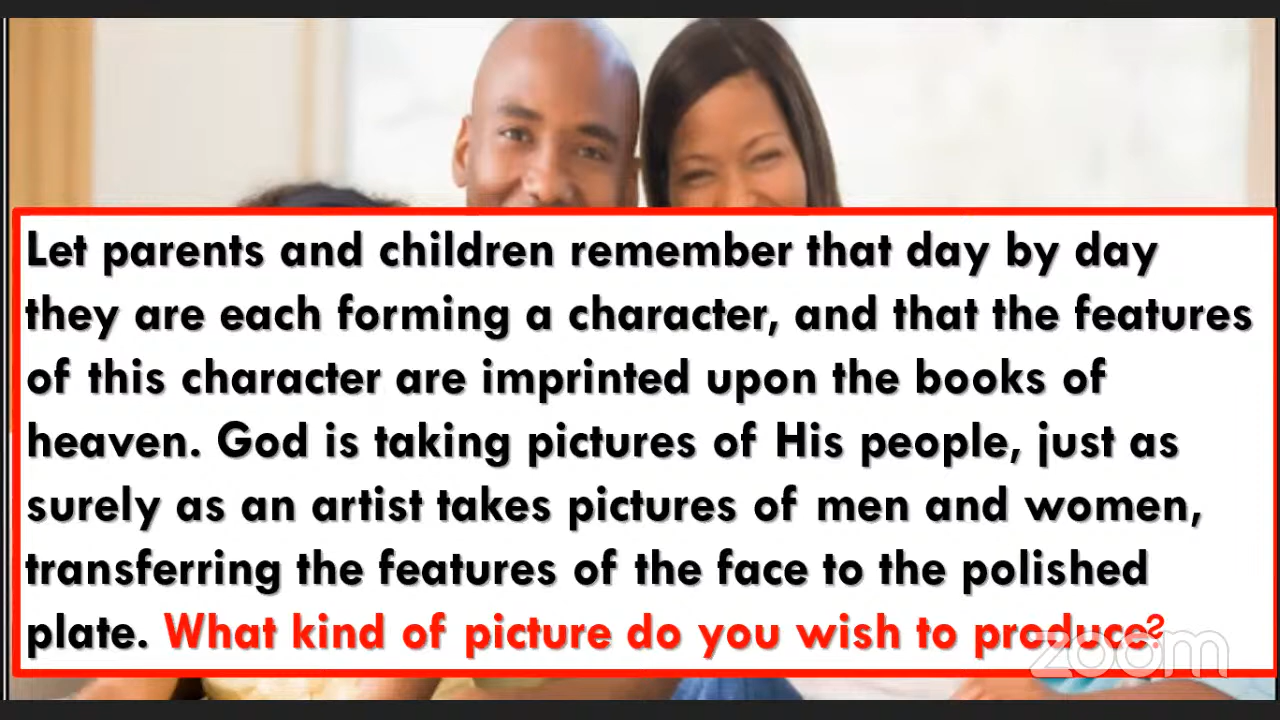 Let parents and children remember that day by day
they are each forming a character, and that the features
of this character are imprinted upon the books of
heaven. God is taking pictures of His people, just as
surely as an artist takes pictures of men and women,
transferring the features of the face to the polished
plate. What kind of picture do you wish to produce?
zoom